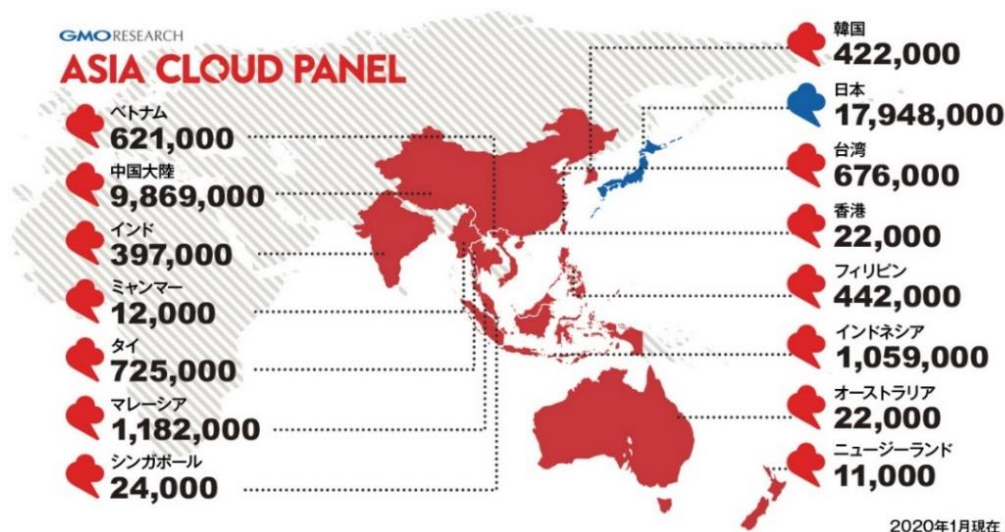 GMO RESEARCH
ASIA CLOUD PANEL
ベトナム
621,000
中国大陸
9,869,000
インド
397,000
ミャンマー
12,000
タイ
725,000
マレーシア
1,182,000
シンガポール
24,000
韓国
422,000
日本
17,948,000
台湾
676,000
香港
22,000
フィリピン
442,000
インドネシア
1,059,000
オーストラリア
22,000
ニュージーランド
11,000
2020年1月現在